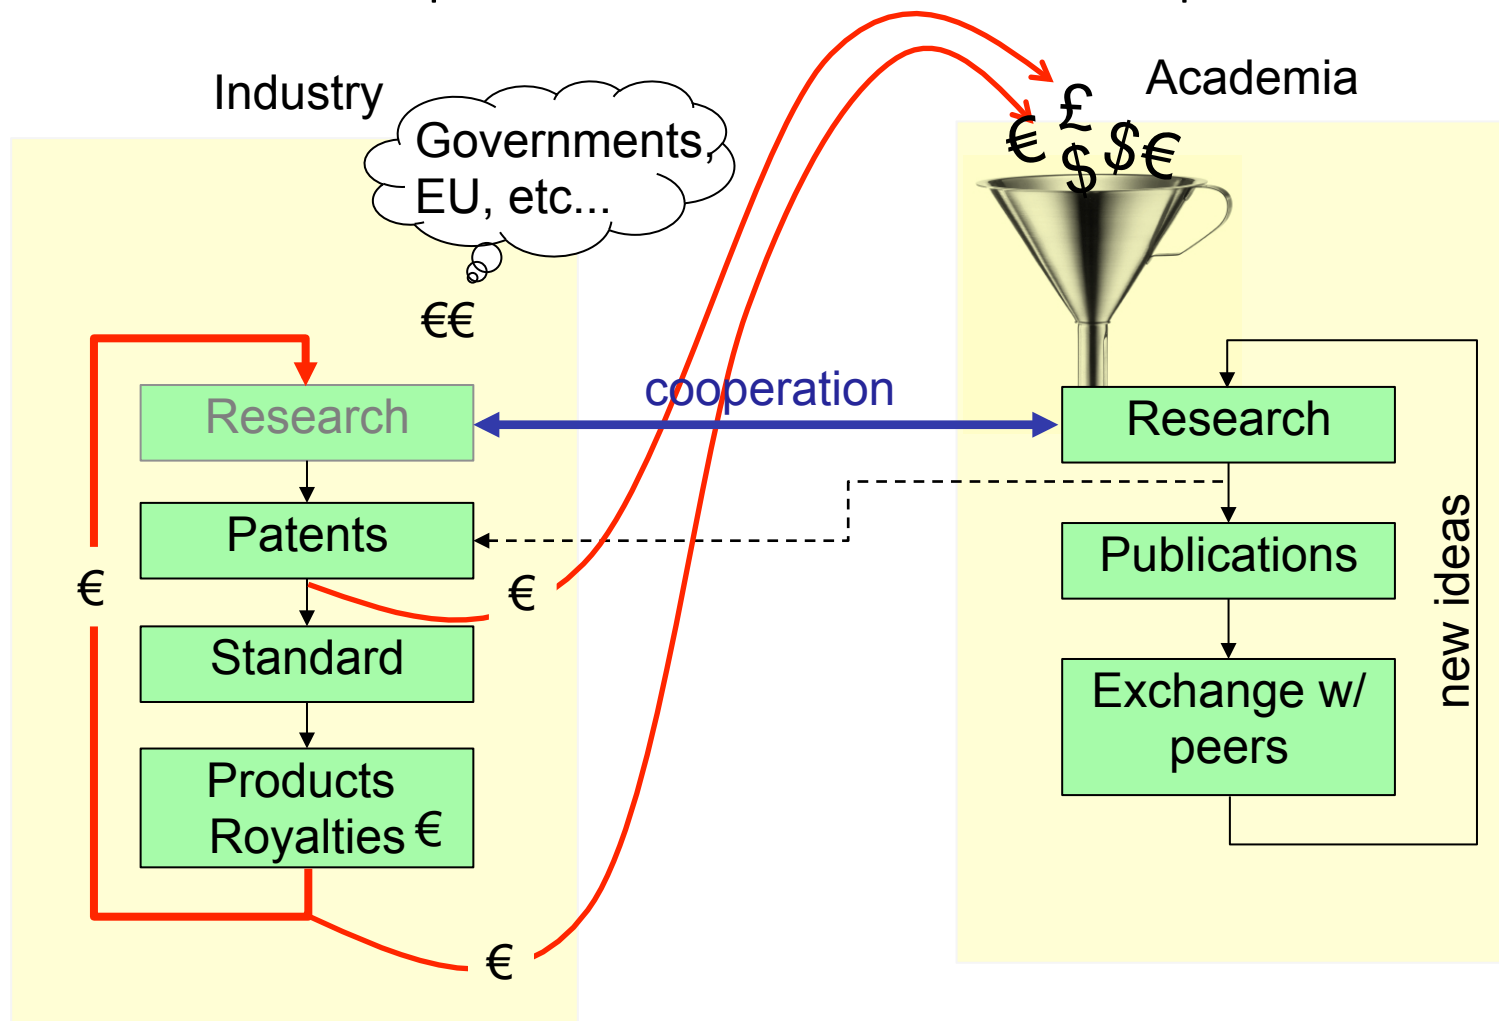 Industry
Governments,
EU, etc...
€€
Research
Patents
€
€
Standard
Products
Royalties €
€
cooperation
Academia
£
€ $ $ €
Research
Publications
Exchange w/
peers
new ideas